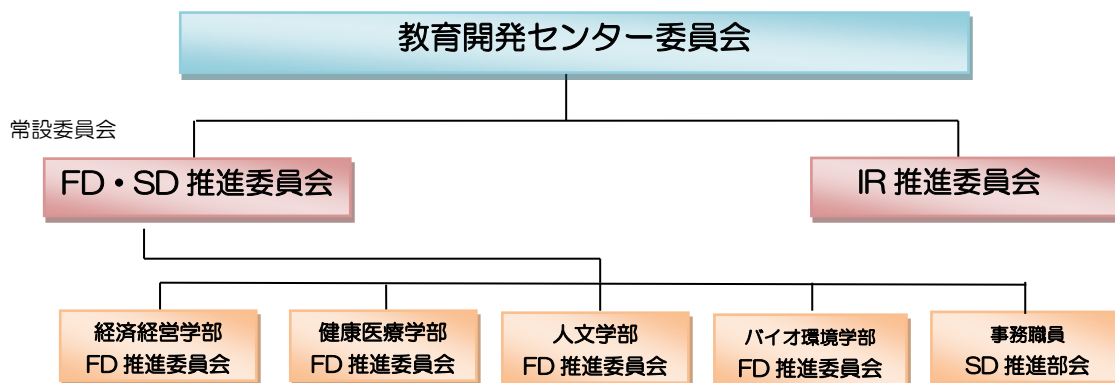 教育開発センター委員会
常設委員会
FD・SD 推進委員会
IR 推進委員会
経済経営学部
FD 推進委員会
健康医療学部
FD 推進委員会
人文学部
FD 推進委員会
バイオ環境学部
FD 推進委員会
事務職員
SD 推進部会